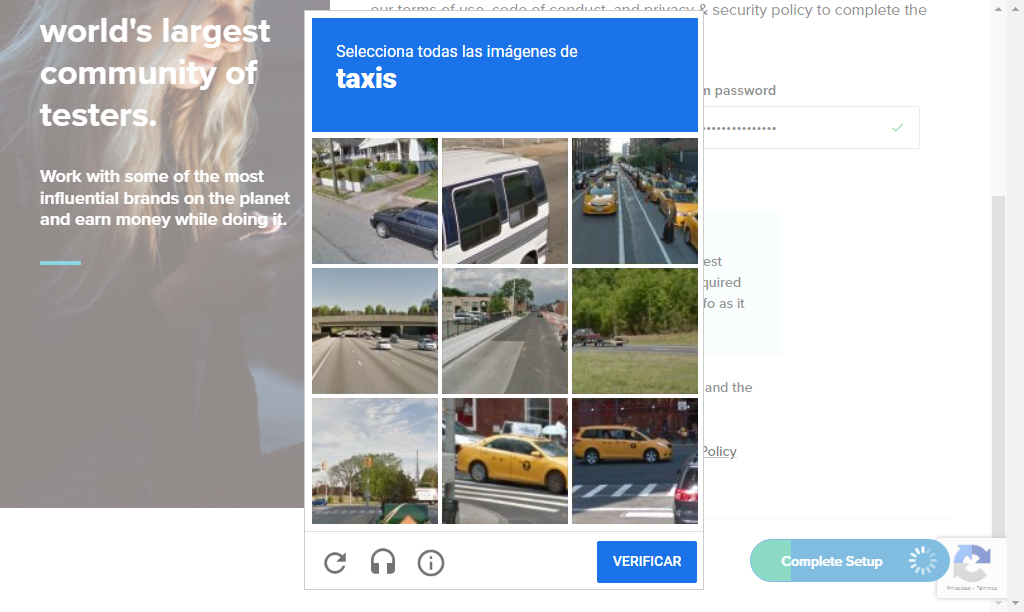 world's largest
community of
testers.
Work with some of the most
influential brands on the planet
and earn money while doing it.
our terms of use, code of conduct, and privacy & security policy to complete the
Selecciona todas las imágenes de
taxis
m password
est
quired
fo as it
and the
Policy
VERIFICAR
Complete Setup
Privacidad - Términos